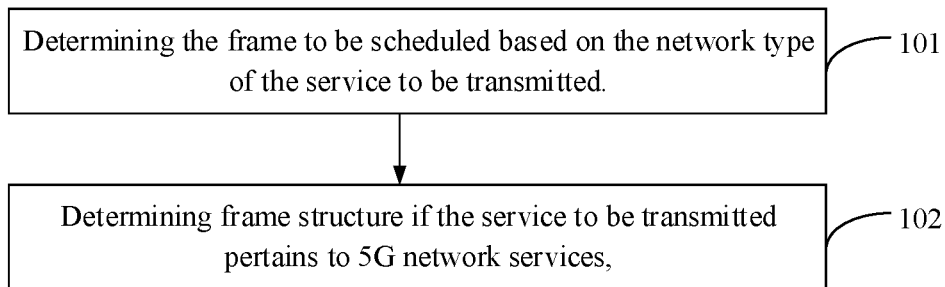 Determining the frame to be scheduled based on the network type
of the service to be transmitted.
101
Determining frame structure if the service to be transmitted
pertains to 5G network services,
102